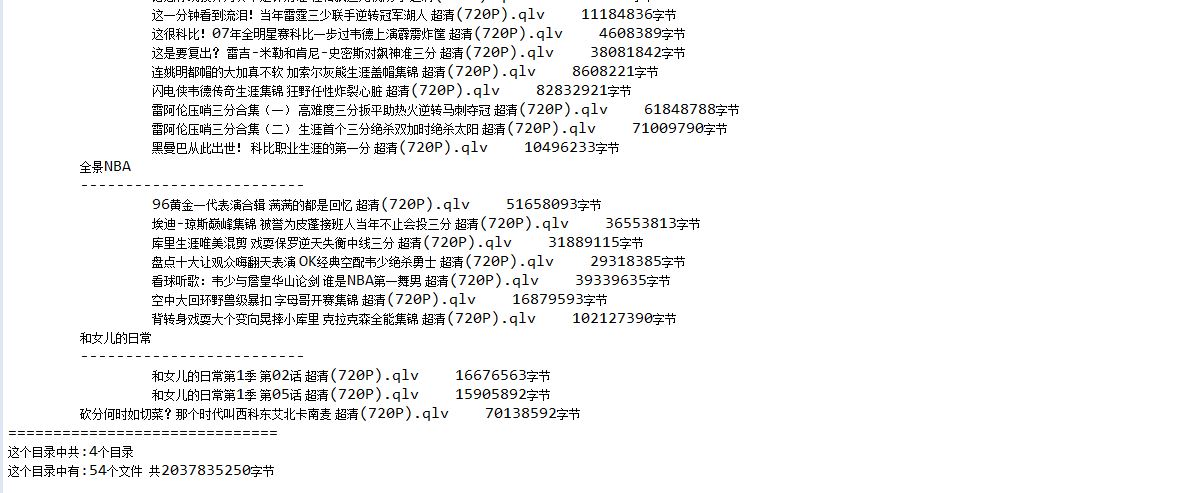 这一分钟看到流泪! 当年雷霆三少联手逆转冠军湖人 超清(720P).qlv    11184836字节
这很科比! 07年全明星赛科比一步过韦德上演霹雳炸筐 超清(720P).qlv    4608389字节
这是要复出? 雷吉-米勒和肯尼-史密斯对飙神准三分 超清(720P).qlv    38081842字节
连姚明都帽的大加真不软 加索尔灰熊生涯盖帽集锦 超清(720P).qlv    8608221字节
闪电侠韦德传奇生涯集锦 狂野任性炸裂心脏 超清(720P).qlv    82832921字节
雷阿伦压哨三分合集（一） 高难度三分扳平助热火逆转马刺夺冠 超清(720P).qlv    61848788字节
雷阿伦压哨三分合集（二） 生涯首个三分绝杀双加时绝杀太阳 超清(720P).qlv    71009790字节
黑曼巴从此出世! 科比职业生涯的第一分 超清(720P).qlv    10496233字节
全景NBA
-------------------------
96黄金一代表演合辑 满满的都是回忆 超清(720P).qlv    51658093字节
埃迪-琼斯巅峰集锦 被誉为皮蓬接班人当年不止会投三分 超清(720P).qlv    36553813字节
库里生涯唯美混剪 戏耍保罗逆天失衡中线三分 超清(720P).qlv    31889115字节
盘点十大让观众嗨翻天表演 OK经典空配韦少绝杀勇士 超清(720P).qlv    29318385字节
看球听歌: 韦少与詹皇华山论剑 谁是NBA第一舞男 超清(720P).qlv    39339635字节
空中大回环野兽级暴扣 字母哥开赛集锦 超清(720P).qlv    16879593字节
背转身戏耍大个变向晃摔小库里 克拉克森全能集锦 超清(720P).qlv    102127390字节
和女儿的日常
-------------------------
和女儿的日常第1季 第02话 超清(720P).qlv    16676563字节
和女儿的日常第1季 第05话 超清(720P).qlv    15905892字节
砍分何时如切菜? 那个时代叫西科东艾北卡南麦 超清(720P).qlv    70138592字节
==============================
这个目录中共:4个目录
这个目录中有:54个文件 共2037835250字节